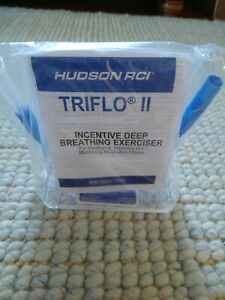 HUDSON RCI®
TRIFLO® II
INCENTIVE DEEP
BREATHING EXERCISER
For Developing, Improving and
Maintaining Respiratory Fitness